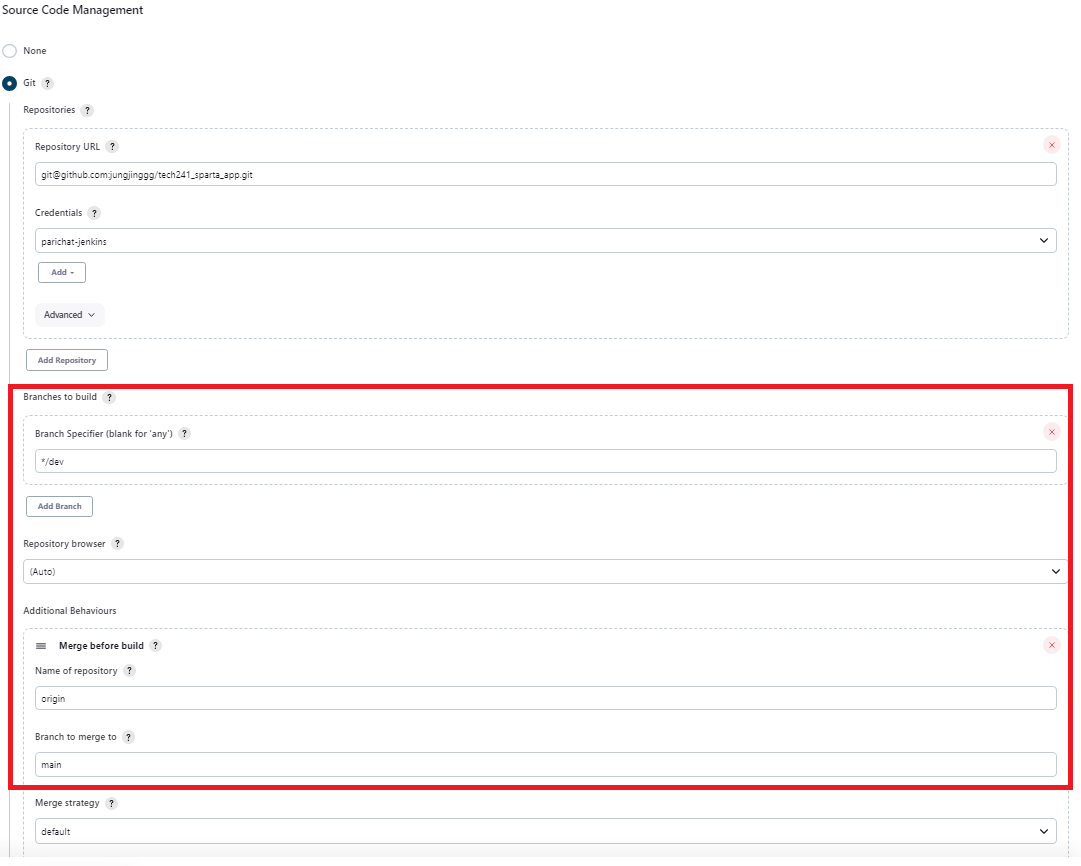 Source Code Management
None
Git ?
Repositories ?
Repository URL ?
git@github.com:jungjinggg/tech241_sparta_app.git
Credentials ?
parichat-jenkins
Add
Advanced
Add Repository
Branches to build ?
Branch Specifier (blank for 'any') ?
*/dev
Add Branch
Repository browser ?
(Auto)
Additional Behaviours
Merge before build ?
Name of repository ?
origin
Branch to merge to ?
main
Merge strategy ?
default